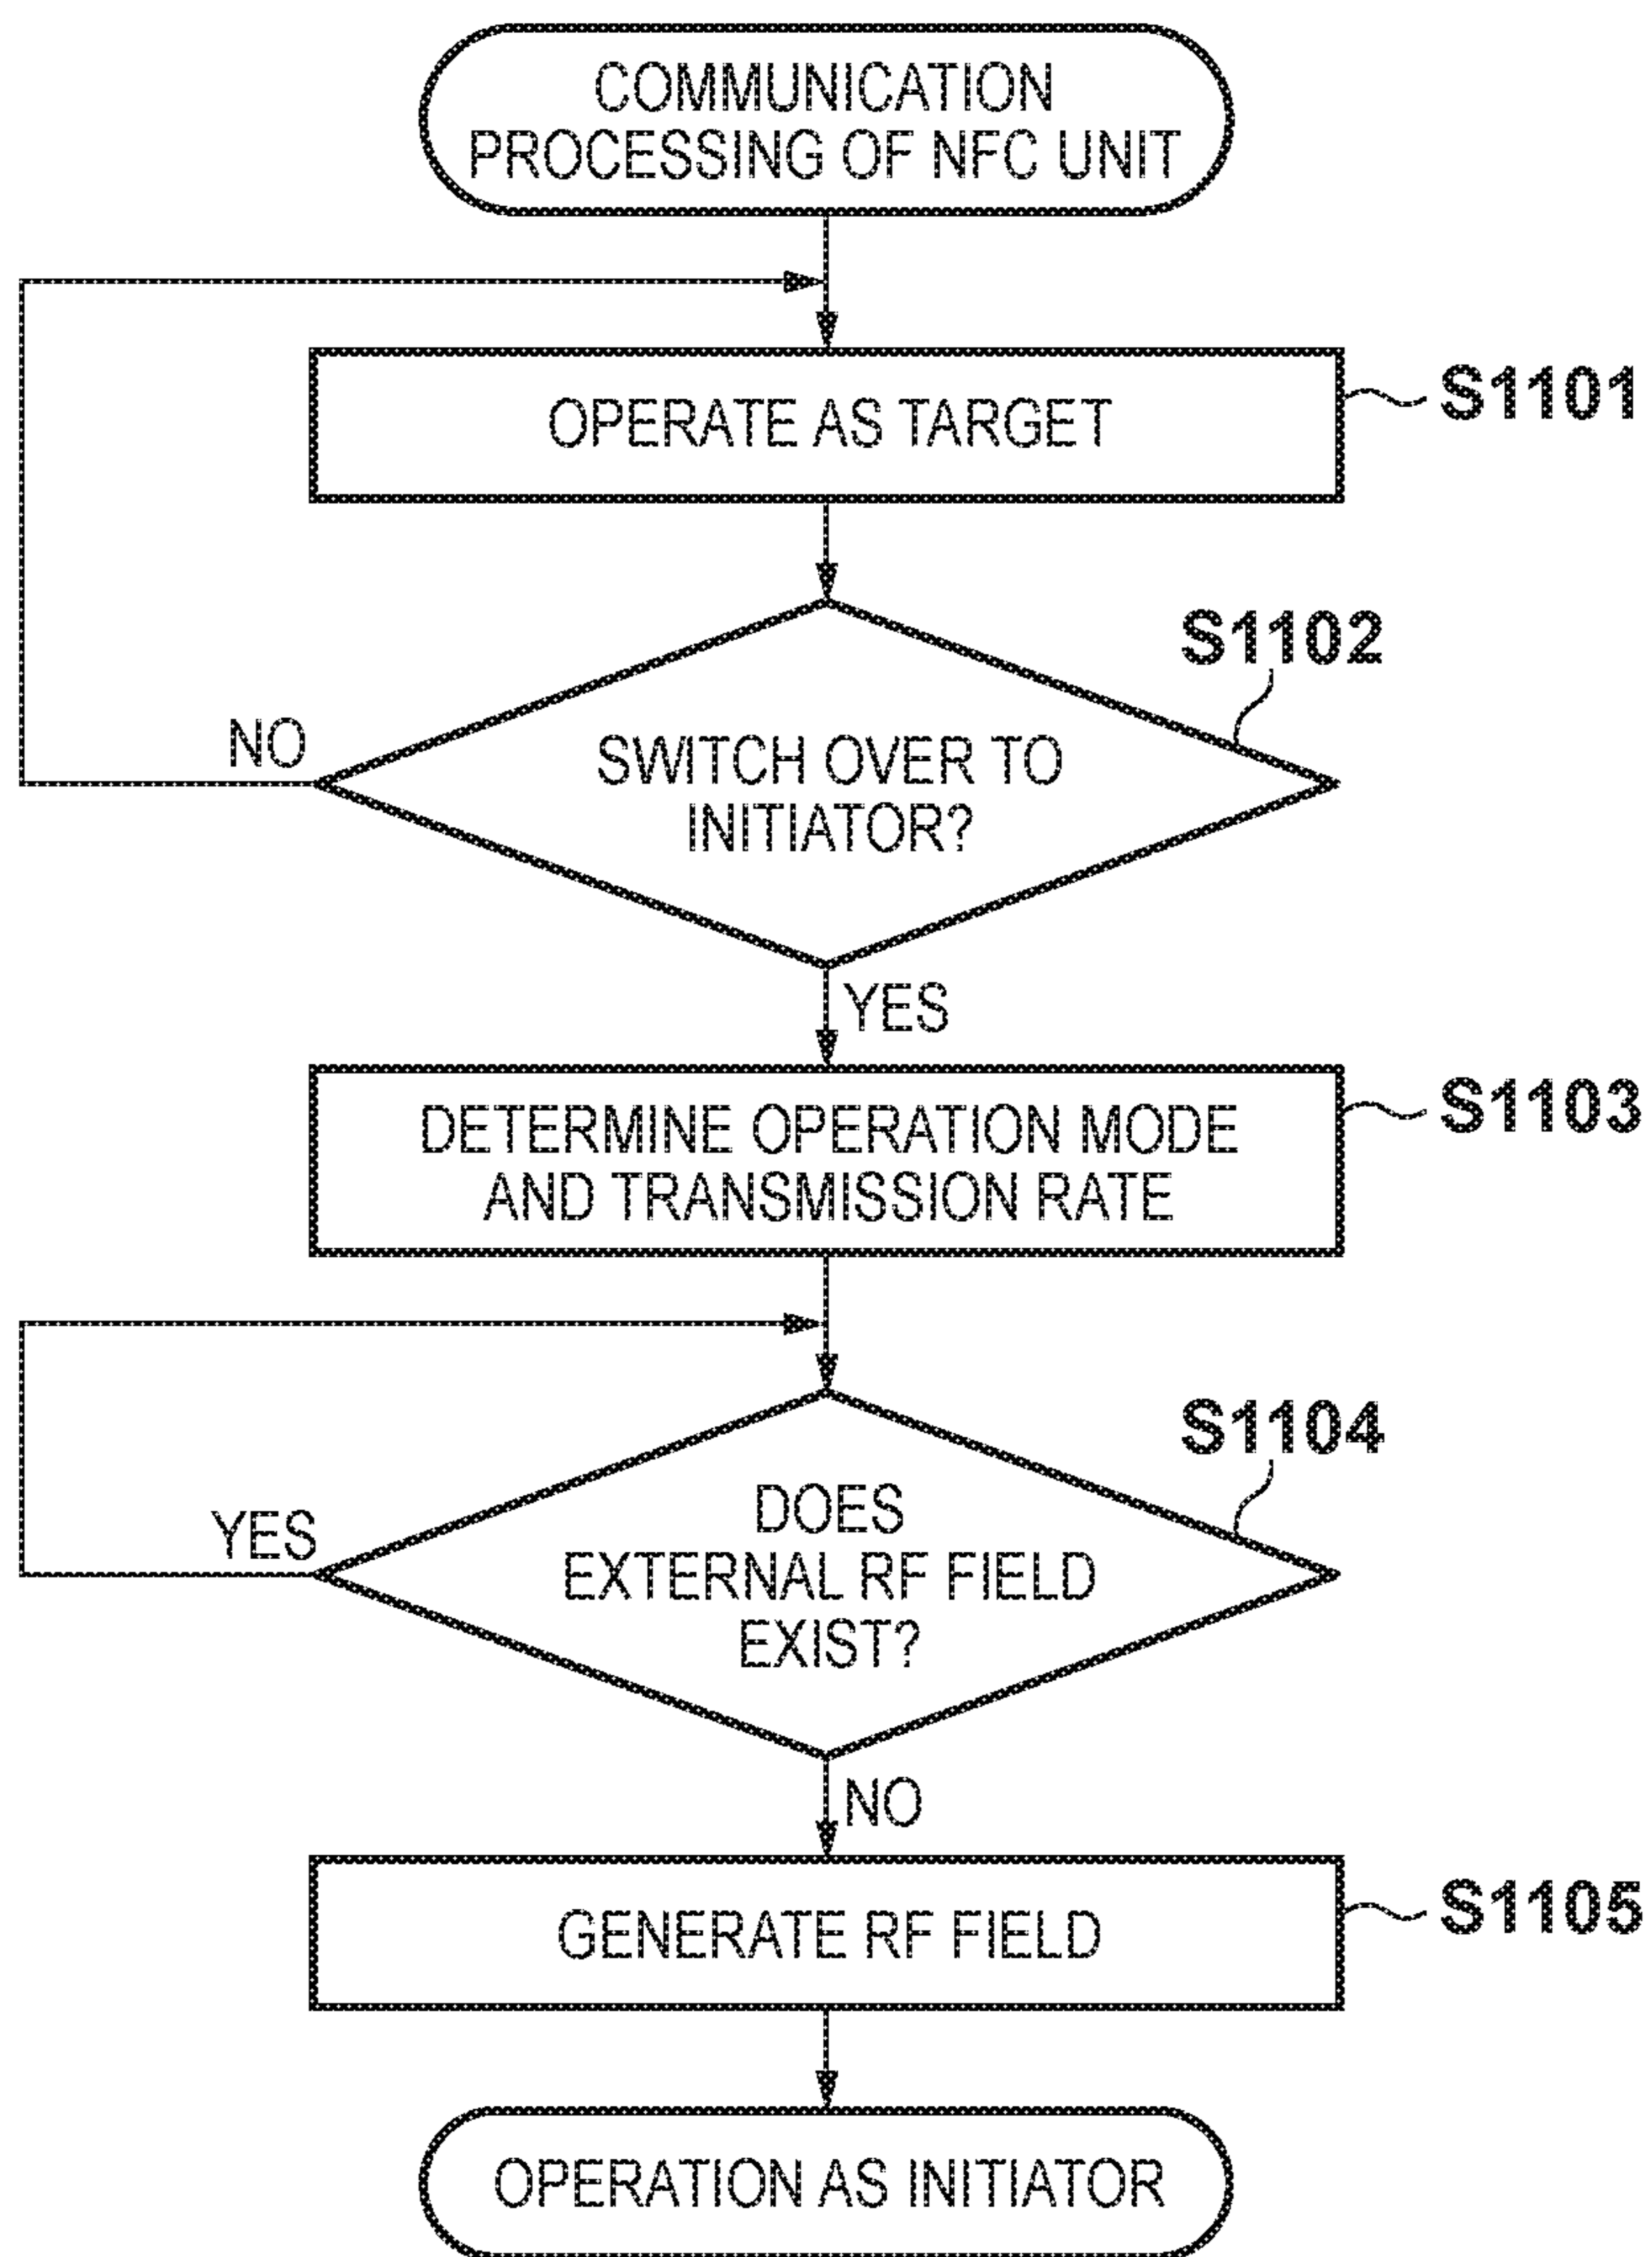 COMMUNICATION
PROCESSING OF NFC UNIT
OPERATE AS TARGET
S1101
S1102
SWITCH OVER TO
INITIATOR?
NO
YES
DETERMINE OPERATION MODE
AND TRANSMISSION RATE
S1103
S1104
DOES
EXTERNAL RF FIELD
EXIST?
YES
NO
GENERATE RF FIELD
S1105
OPERATION AS INITIATOR